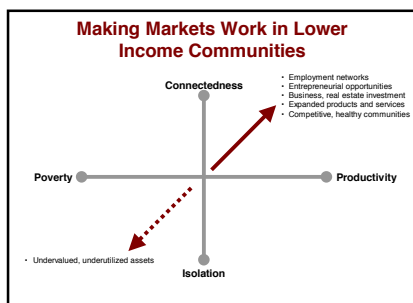 Making Markets Work in Lower
Income Communities
Connectedness
• Employment networks
• Entrepreneurial opportunities
• Business, real estate investment
• Expanded products and services
• Competitive, healthy communities
Poverty
Productivity
• Undervalued, underutilized assets
Isolation